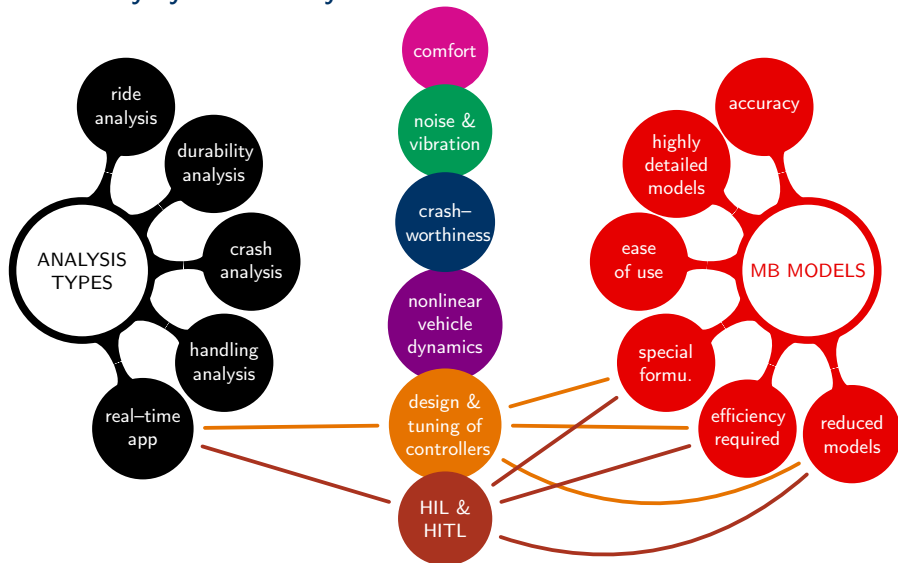 comfort
noise &
vibration
crash–
worthiness
nonlinear
vehicle
dynamics
design &
tuning of
controllers
HIL &
HITL
ride
analysis
durability
analysis
crash
analysis
handling
analysis
real–time
app
ANALYSIS
TYPES
accuracy
highly
detailed
models
ease
of use
special
formu.
efficiency
required
reduced
models
MB MODELS